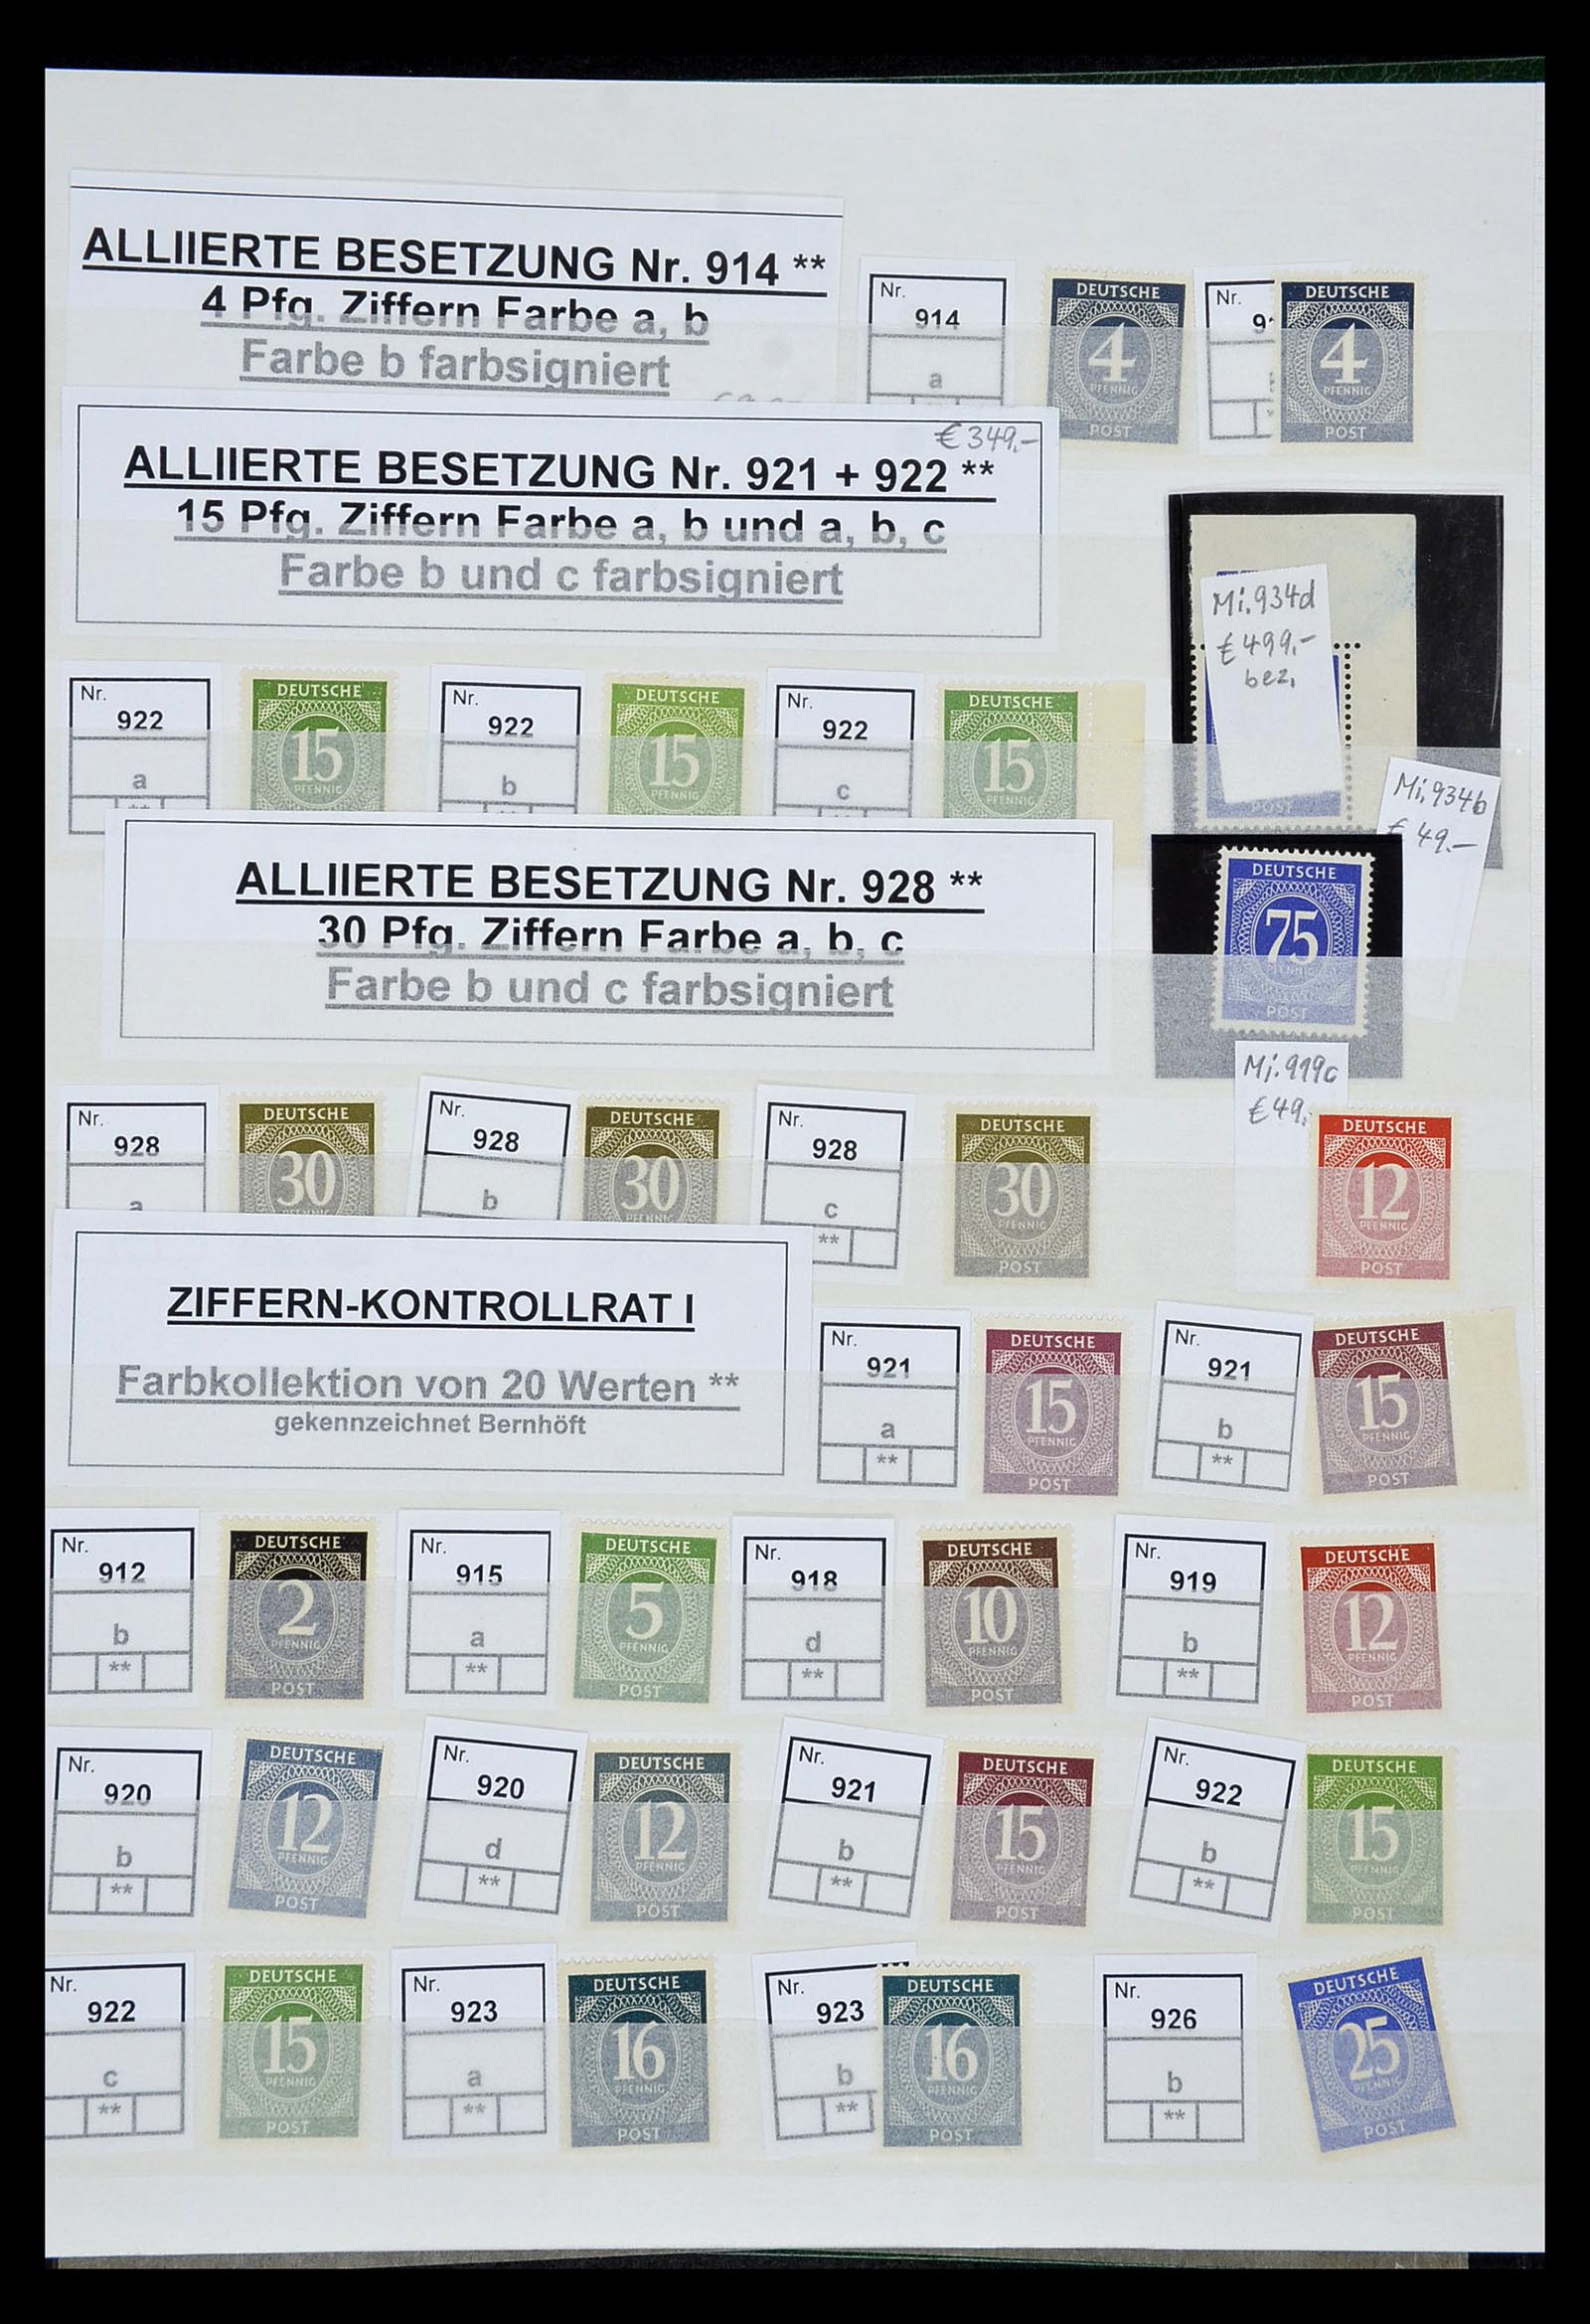 ALLIIERTE BESETZUNG Nr. 914 **
4 Pfg. Ziffern Farbe a, b
Farbe b farbsigniert
Nr.
914
a
DEUTSCHE
4
PFENNIG
POST
Nr.
DEUTSCHE
4
PFENNIG
POST
€ 349.-
ALLIIERTE BESETZUNG Nr. 921 + 922 **
15 Pfg. Ziffern Farbe a, b und a, b, c
Farbe b und c farbsigniert
Mi. 934d
€ 499.-
bez.
POST
Nr.
922
a
**
DEUTSCHE
15
PFENNIG
Nr.
922
b
DEUTSCHE
15
PFENNIG
Nr.
922
c
DEUTSCHE
15
PFENNIG
Mi. 934b
€ 49.-
ALLIIERTE BESETZUNG Nr. 928 **
30 Pfg. Ziffern Farbe a, b, c
Farbe b und c farbsigniert
DEUTSCHE
75
PFENNIG
POST
Mi. 919c
€ 49.
Nr.
928
a
DEUTSCHE
30
PFENNIG
Nr.
928
b
DEUTSCHE
30
PFENNIG
Nr.
928
c
**
DEUTSCHE
30
PFENNIG
POST
DEUTSCHE
12
PFENNIG
POST
ZIFFERN-KONTROLLRAT I
Farbkollektion von 20 Werten **
gekennzeichnet Bernhöft
Nr.
921
a
**
DEUTSCHE
15
PFENNIG
POST
Nr.
921
b
**
DEUTSCHE
15
PFENNIG
POST
Nr.
912
b
**
DEUTSCHE
2
PFENNIG
POST
Nr.
915
a
**
DEUTSCHE
5
PFENNIG
POST
Nr.
918
d
**
DEUTSCHE
10
PFENNIG
POST
Nr.
919
b
**
DEUTSCHE
12
PFENNIG
POST
Nr.
920
b
**
DEUTSCHE
12
PFENNIG
POST
Nr.
920
d
**
DEUTSCHE
12
PFENNIG
POST
Nr.
921
b
**
DEUTSCHE
15
PFENNIG
POST
Nr.
922
b
**
DEUTSCHE
15
PFENNIG
POST
Nr.
922
c
**
DEUTSCHE
15
PFENNIG
POST
Nr.
923
a
**
DEUTSCHE
16
PFENNIG
POST
Nr.
923
b
**
DEUTSCHE
16
PFENNIG
POST
Nr.
926
b
**
DEUTSCHE
25
PFENNIG
POST